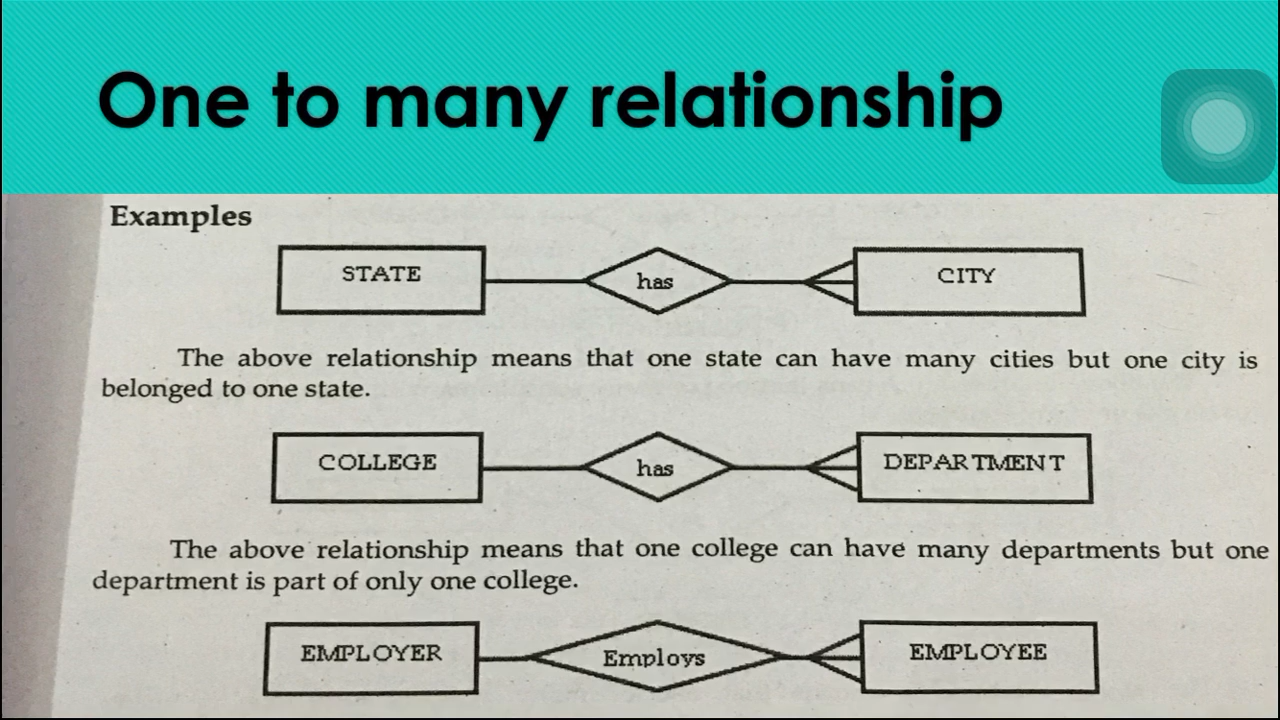 One to many relationship
Examples
STATE has CITY
The above relationship means that one state can have many cities but one city is
belonged to one state.
COLLEGE has DEPARTMENT
The above relationship means that one college can have many departments but one
department is part of only one college.
EMPLOYER Employs EMPLOYEE